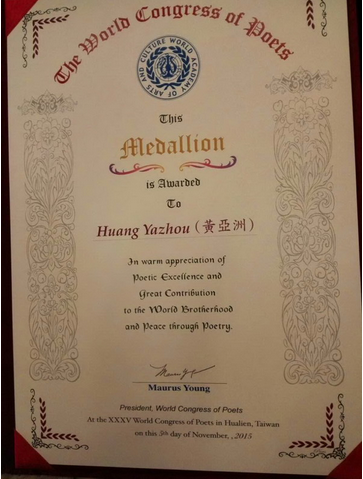 The World Congress of Poets
WORLD ACADEMY OF ARTS AND CULTURE
This
Medallion
is Awarded
To
Huang Yazhou (黃亞洲)
In warm appreciation of
Poetic Excellence and
Great Contribution
to the World Brotherhood
and Peace through Poetry.
Maurus Young
President, World Congress of Poets
At the XXXV World Congress of Poets in Hualien, Taiwan
on this 5th day of November, , 2015